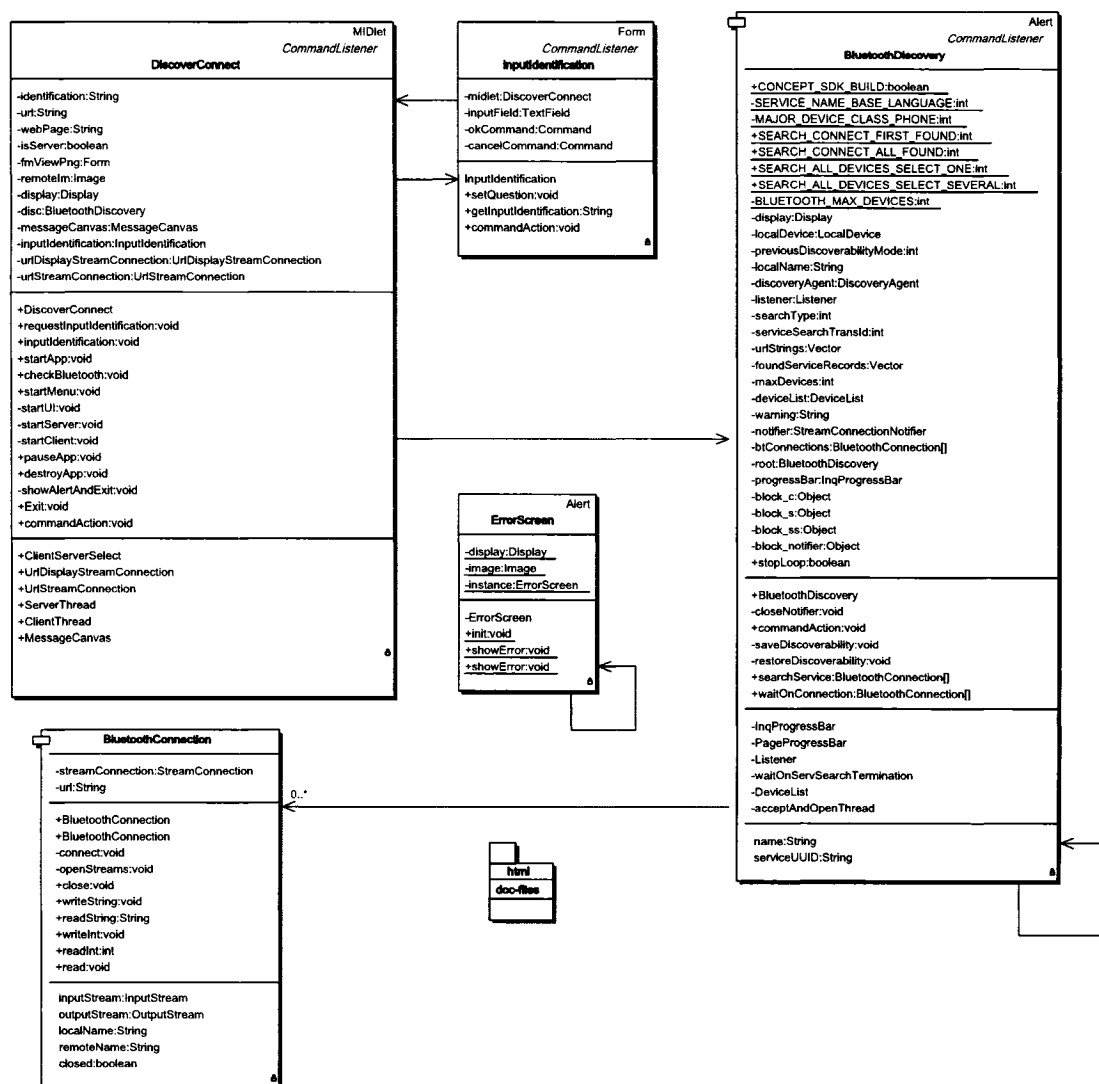 MIDlet
CommandListener
DiscoverConnect
-identification:String
-url:String
-webPage:String
-isServer:boolean
-fmViewPng:Form
-remoteIm:Image
-display:Display
-disc:BluetoothDiscovery
-messageCanvas:MessageCanvas
-inputIdentification:InputIdentification
-urlDisplayStreamConnection:UrlDisplayStreamConnection
-urlStreamConnection:UrlStreamConnection
+DiscoverConnect
+requestInputIdentification:void
+inputIdentification:void
+startApp:void
+checkBluetooth:void
+startMenu:void
-startUI:void
-startServer:void
-startClient:void
+pauseApp:void
+destroyApp:void
-showAlertAndExit:void
+Exit:void
+commandAction:void
+ClientServerSelect
+UrlDisplayStreamConnection
+UrlStreamConnection
+ServerThread
+ClientThread
+MessageCanvas
Form
CommandListener
InputIdentification
-midlet:DiscoverConnect
-inputField:TextField
-okCommand:Command
-cancelCommand:Command
InputIdentification
+setQuestion:void
+getInputIdentification:String
+commandAction:void
Alert
CommandListener
BluetoothDiscovery
+CONCEPT_SDK_BUILD:boolean
-SERVICE_NAME_BASE_LANGUAGE:int
-MAJOR_DEVICE_CLASS_PHONE:int
+SEARCH_CONNECT_FIRST_FOUND:int
+SEARCH_CONNECT_ALL_FOUND:int
+SEARCH_ALL_DEVICES_SELECT_ONE:int
+SEARCH_ALL_DEVICES_SELECT_SEVERAL:int
-BLUETOOTH_MAX_DEVICES:int
-display:Display
-localDevice:LocalDevice
-previousDiscoverabilityMode:int
-localName:String
-discoveryAgent:DiscoveryAgent
-listener:Listener
-searchType:int
-serviceSearchTransId:int
-urlStrings:Vector
-foundServiceRecords:Vector
-maxDevices:int
-deviceList:DeviceList
-warning:String
-notifier:StreamConnectionNotifier
-btConnections:BluetoothConnection[]
-root:BluetoothDiscovery
-progressBar:InqProgressBar
-block_c:Object
-block_s:Object
-block_ss:Object
-block_notifier:Object
+stopLoop:boolean
+BluetoothDiscovery
-closeNotifier:void
+commandAction:void
-saveDiscoverability:void
-restoreDiscoverability:void
+searchService:BluetoothConnection[]
+waitOnConnection:BluetoothConnection[]
-InqProgressBar
-PageProgressBar
-Listener
-waitOnServSearchTermination
-DeviceList
-acceptAndOpenThread
name:String
serviceUUID:String
Alert
ErrorScreen
-display:Display
-image:Image
-instance:ErrorScreen
-ErrorScreen
+init:void
+showError:void
+showError:void
BluetoothConnection
-streamConnection:StreamConnection
-url:String
+BluetoothConnection
+BluetoothConnection
-connect:void
-openStreams:void
+close:void
+writeString:void
+readString:String
+writeInt:void
+readInt:int
+read:void
inputStream:InputStream
outputStream:OutputStream
localName:String
remoteName:String
closed:boolean
0..*
html
doc-files